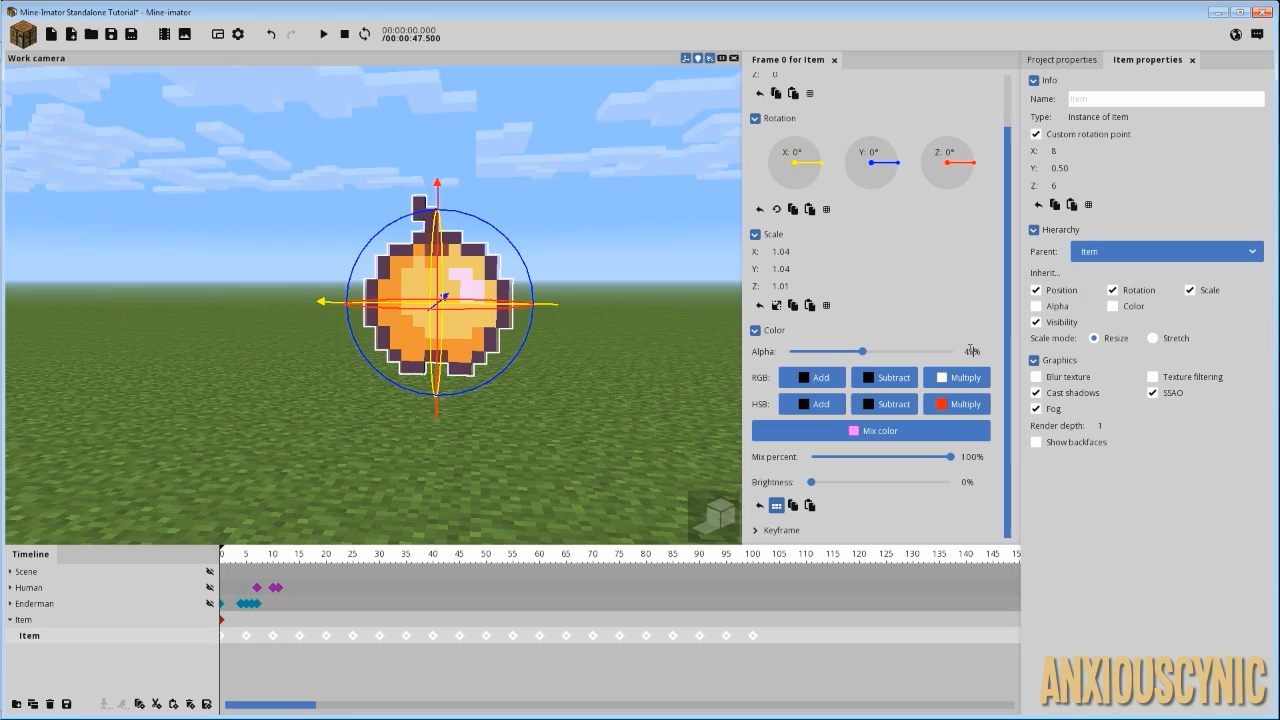 Mine-Imator Standalone Tutorial* - Mine-imator
00:00:00.000
/00:00:47.500
Work camera
Frame 0 for Item
Z: 0
Rotation
X: 0° Y: 0° Z: 0°
Scale
X: 1.04
Y: 1.04
Z: 1.01
Color
Alpha:
RGB: Add Subtract Multiply
HSB: Add Subtract Multiply
Mix color
Mix percent: 100%
Brightness: 0%
Keyframe
Project properties Item properties
Info
Name: Item
Type: Instance of Item
Custom rotation point
X: 8
Y: 0.50
Z: 6
Hierarchy
Parent: Item
Inherit...
Position Rotation Scale
Alpha Color
Visibility
Scale mode: Resize Stretch
Graphics
Blur texture Texture filtering
Cast shadows SSAO
Fog
Render depth: 1
Show backfaces
Timeline
0 5 10 15 20 25 30 35 40 45 50 55 60 65 70 75 80 85 90 95 100 105 110 115 120 125 130 135 140 145 15
Scene
Human
Enderman
Item
Item
ANXIOUSCYNIC